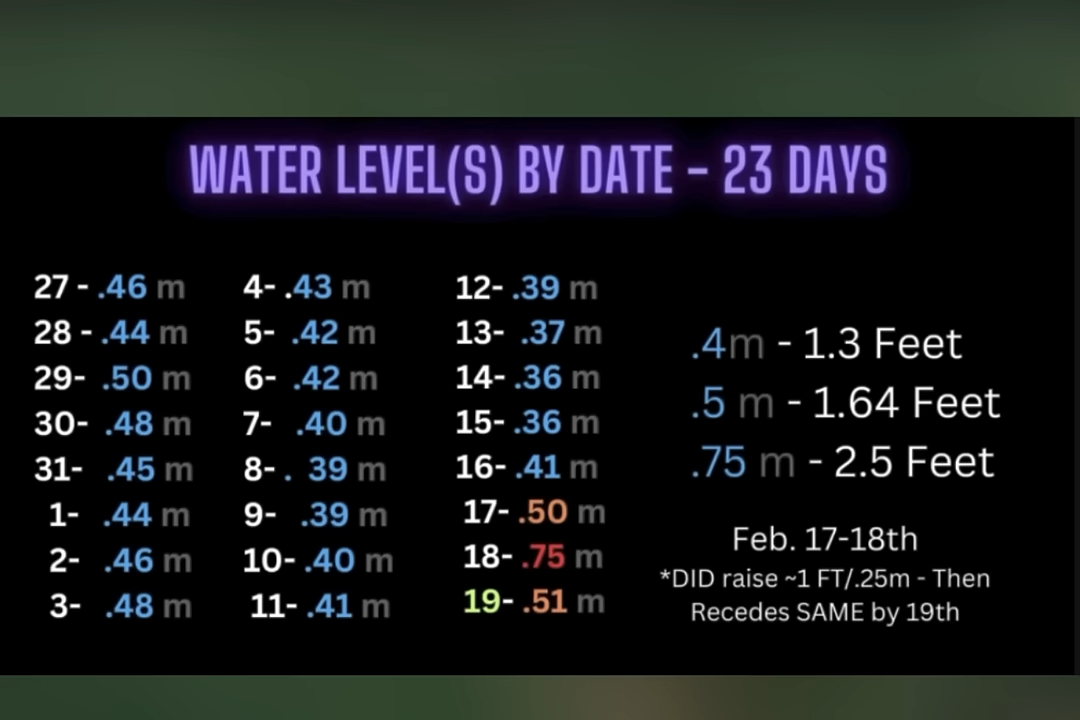 WATER LEVEL(S) BY DATE - 23 DAYS
27 - .46 m
28 - .44 m
29- .50 m
30- .48 m
31- .45 m
1- .44 m
2- .46 m
3- .48 m
4- .43 m
5- .42 m
6- .42 m
7- .40 m
8- . 39 m
9- .39 m
10- .40 m
11- .41 m
12- .39 m
13- .37 m
14- .36 m
15- .36 m
16- .41 m
17- .50 m
18- .75 m
19- .51 m
.4m - 1.3 Feet
.5 m - 1.64 Feet
.75 m - 2.5 Feet
Feb. 17-18th
*DID raise ~1 FT/.25m - Then
Recedes SAME by 19th